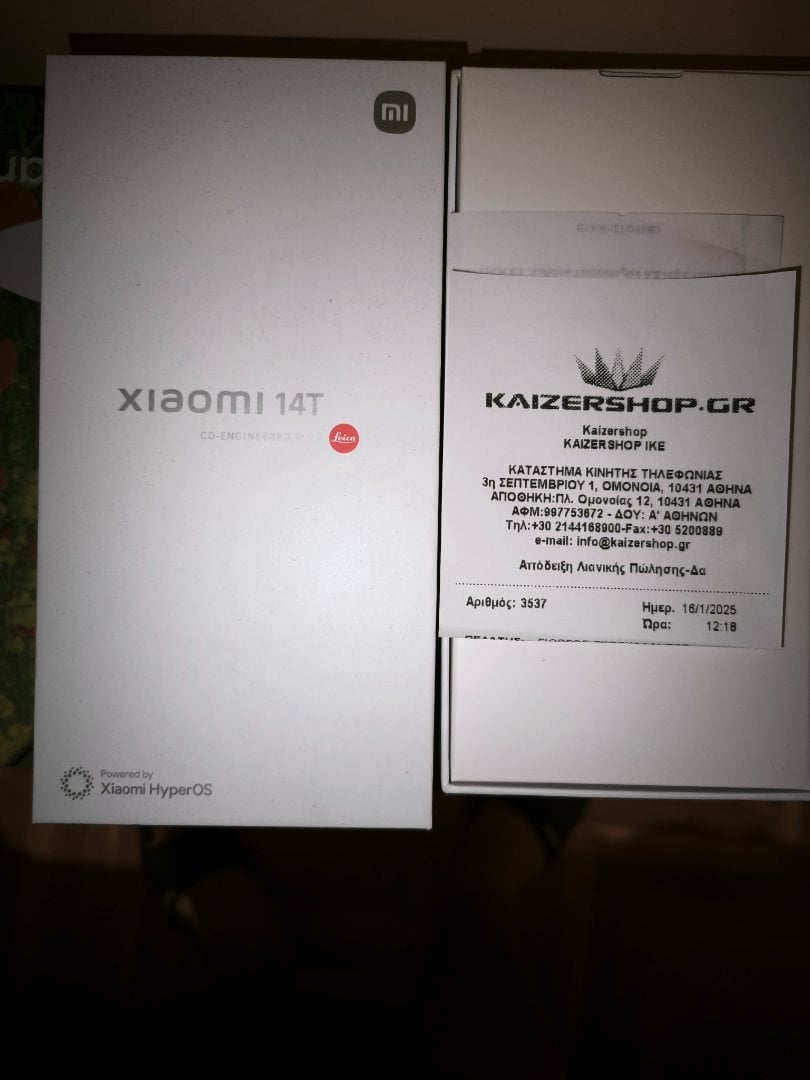 mi
XIAOMI 14T
CO-ENGINEERED WITH Leica
Powered by
Xiaomi HyperOS
ΕΥΧΑΡΙΣΤΟΥΜΕ!
KAIZERSHOP.GR
Kaizershop
KAIZERSHOP IKE
ΚΑΤΑΣΤΗΜΑ ΚΙΝΗΤΗΣ ΤΗΛΕΦΩΝΙΑΣ
3η ΣΕΠΤΕΜΒΡΙΟΥ 1, ΟΜΟΝΟΙΑ, 10431 ΑΘΗΝΑ
ΑΠΟΘΗΚΗ:Πλ. Ομονοίας 12, 10431 ΑΘΗΝΑ
ΑΦΜ:997753672 - ΔΟΥ: Α' ΑΘΗΝΩΝ
Τηλ:+30 2144168900-Fax:+30 5200889
e-mail: info@kaizershop.gr
Απόδειξη Λιανικής Πώλησης-Δα
Αριθμός: 3537
Ημερ. 16/1/2025
Ώρα: 12:18